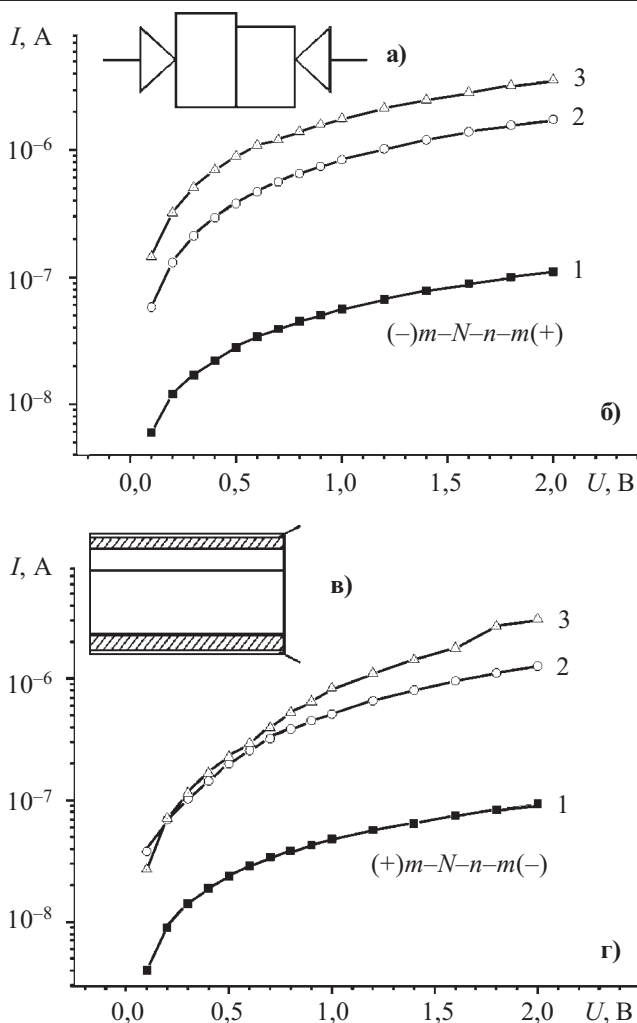 I, А
а)
3
2
10⁻⁶
10⁻⁷
1
(–)m–N–n–m(+)
10⁻⁸
б)
0,0 0,5 1,0 1,5 2,0 U, В
I, А
в)
3
2
10⁻⁶
10⁻⁷
1
(+)m–N–n–m(–)
10⁻⁸
г)
0,0 0,5 1,0 1,5 2,0 U, В